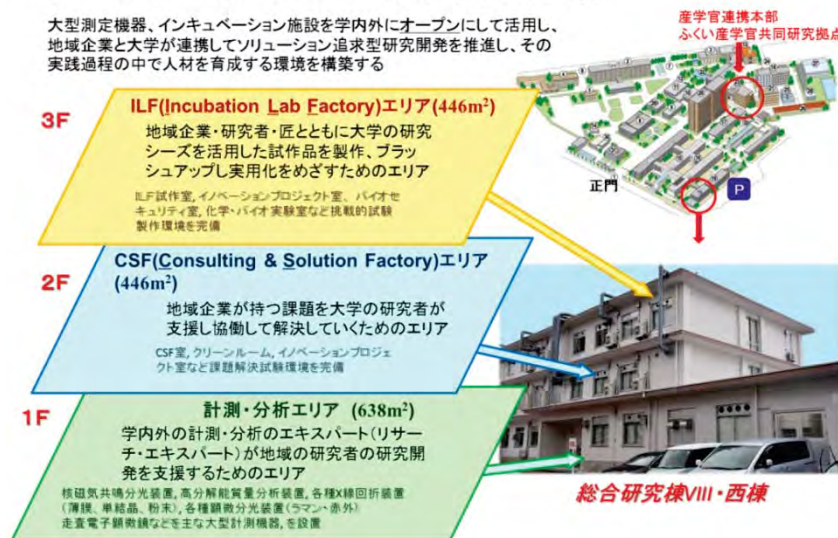 大型測定機器、インキュベーション施設を学内外にオープンにして活用し、
地域企業と大学が連携してソリューション追求型研究開発を推進し、その
実践過程の中で人材を育成する環境を構築する
産学官連携本部
ふくい産学官共同研究拠点
正門
P
3F
ILF(Incubation Lab Factory)エリア(446m²)
地域企業・研究者・匠とともに大学の研究
シーズを活用した試作品を製作、ブラッ
シュアップし実用化をめざすためのエリア
ILF試作室, イノベーションプロジェクト室、バイオセ
キュリティ室, 化学・バイオ実験室など挑戦的試験
製作環境を完備
2F
CSF(Consulting & Solution Factory)エリア
(446m²)
地域企業が持つ課題を大学の研究者が
支援し協働して解決していくためのエリア
CSF室, クリーンルーム, イノベーションプロジェ
クト室など課題解決試験環境を完備
1F
計測・分析エリア (638m²)
学内外の計測・分析のエキスパート(リサー
チ・エキスパート)が地域の研究者の研究開
発を支援するためのエリア
核磁気共鳴分光装置, 高分解能質量分析装置, 各種X線回折装置
(薄膜、単結晶、粉末), 各種顕微分光装置(ラマン・赤外)
走査電子顕微鏡などを主な大型計測機器, を設置
総合研究棟VIII・西棟